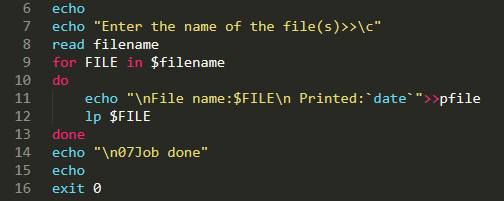 6 echo
7 echo "Enter the name of the file(s)>>\c"
8 read filename
9 for FILE in $filename
10 do
11     echo "\nFile name:$FILE\n Printed:`date`">>pfile
12     lp $FILE
13 done
14 echo "\n07Job done"
15 echo
16 exit 0